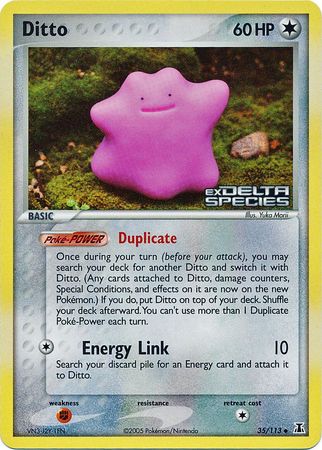 Ditto 60 HP
ex DELTA
SPECIES
BASIC
Illus. Yuka Morii
Poké-POWER Duplicate
Once during your turn (before your attack), you may
search your deck for another Ditto and switch it with
Ditto. (Any cards attached to Ditto, damage counters,
Special Conditions, and effects on it are now on the new
Pokémon.) If you do, put Ditto on top of your deck. Shuffle
your deck afterward. You can't use more than 1 Duplicate
Poké-Power each turn.
Energy Link 10
Search your discard pile for an Energy card and attach it
to Ditto.
weakness resistance retreat cost
©2005 Pokémon/Nintendo 35/113